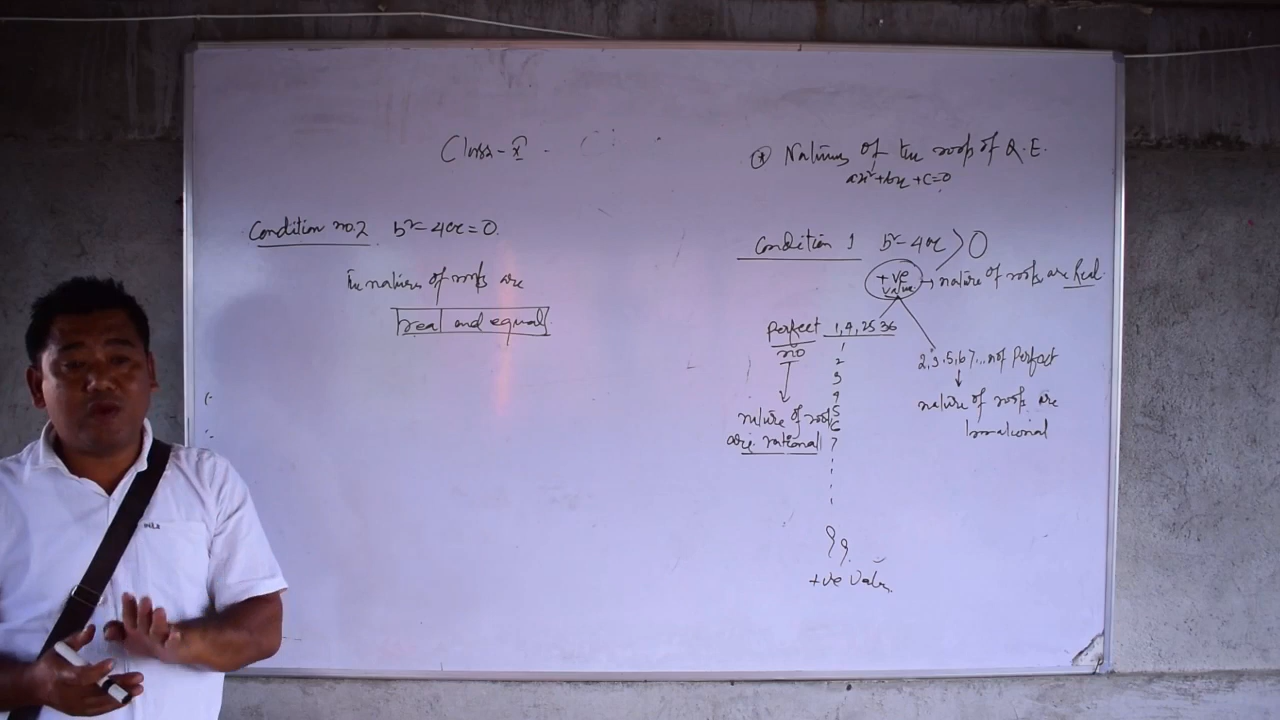 Class - X
Condition no.2 b² - 4ac = 0.
The natures of roots are
real and equal
* Natures of the roots of Q.E.
ax² + bx + c = 0
Condition 1 b² - 4ac > 0
+ve value → nature of roots are Real.
Perfect 1, 4, 25 36
no
nature of roots
are rational
1
2
3
4
5
6
7
2, 3, 5, 6, 7... not Perfect
nature of roots are
Irrational
99.
+ve Value